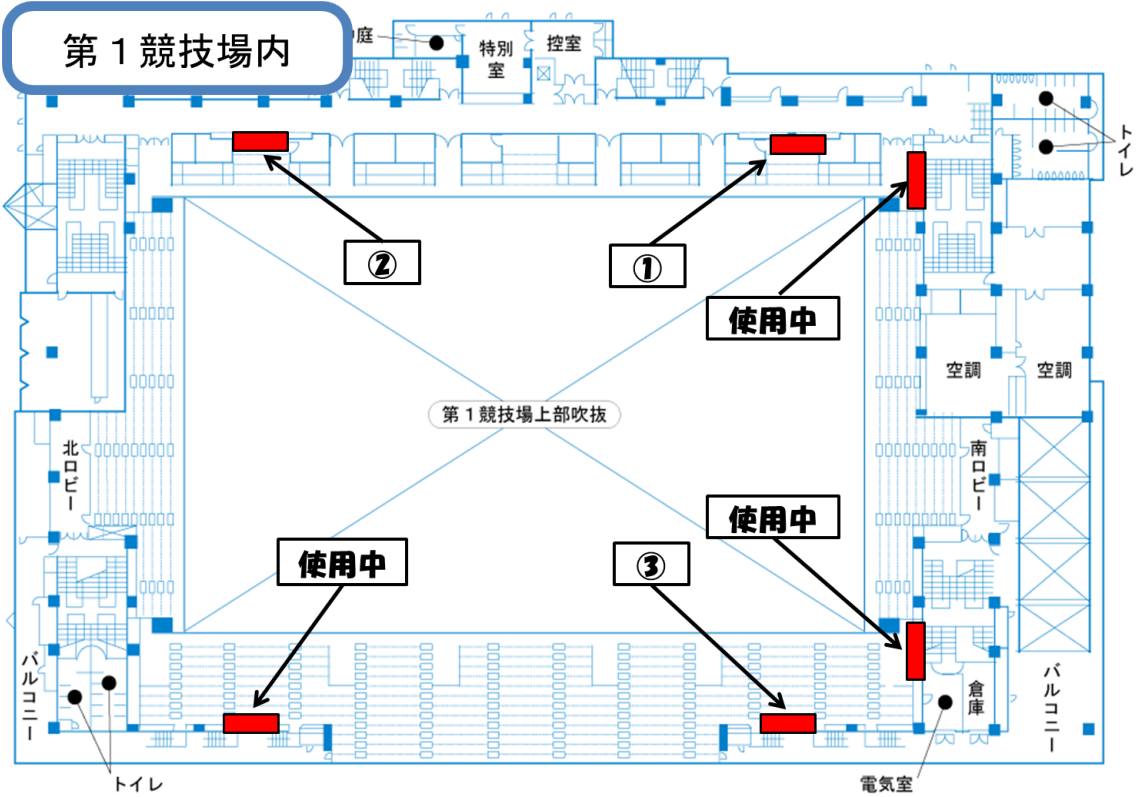 第１競技場内
中庭
特別
室
控室
トイレ
②
①
使用中
空調
空調
第１競技場上部吹抜
北ロビー
南ロビー
使用中
使用中
③
バルコニー
倉庫
バルコニー
トイレ
電気室